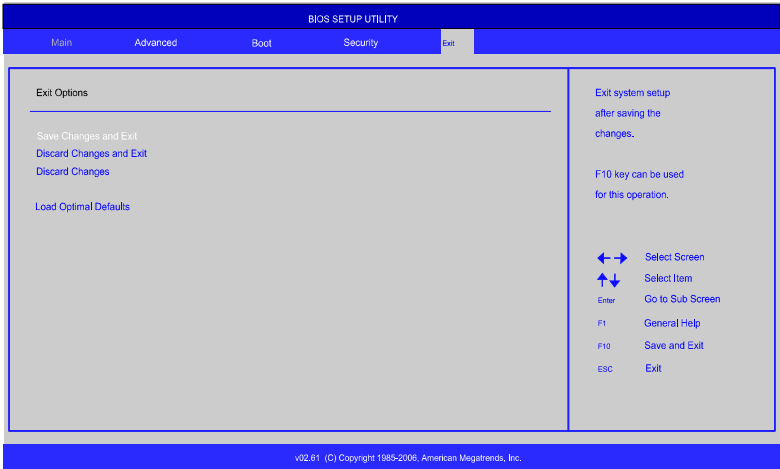 BIOS SETUP UTILITY
Main Advanced Boot Security Exit
Exit Options
Save Changes and Exit
Discard Changes and Exit
Discard Changes
Load Optimal Defaults
Exit system setup
after saving the
changes.
F10 key can be used
for this operation.
Select Screen
Select Item
Enter Go to Sub Screen
F1 General Help
F10 Save and Exit
ESC Exit
v02.61 (C) Copyright 1985-2006, American Megatrends, Inc.